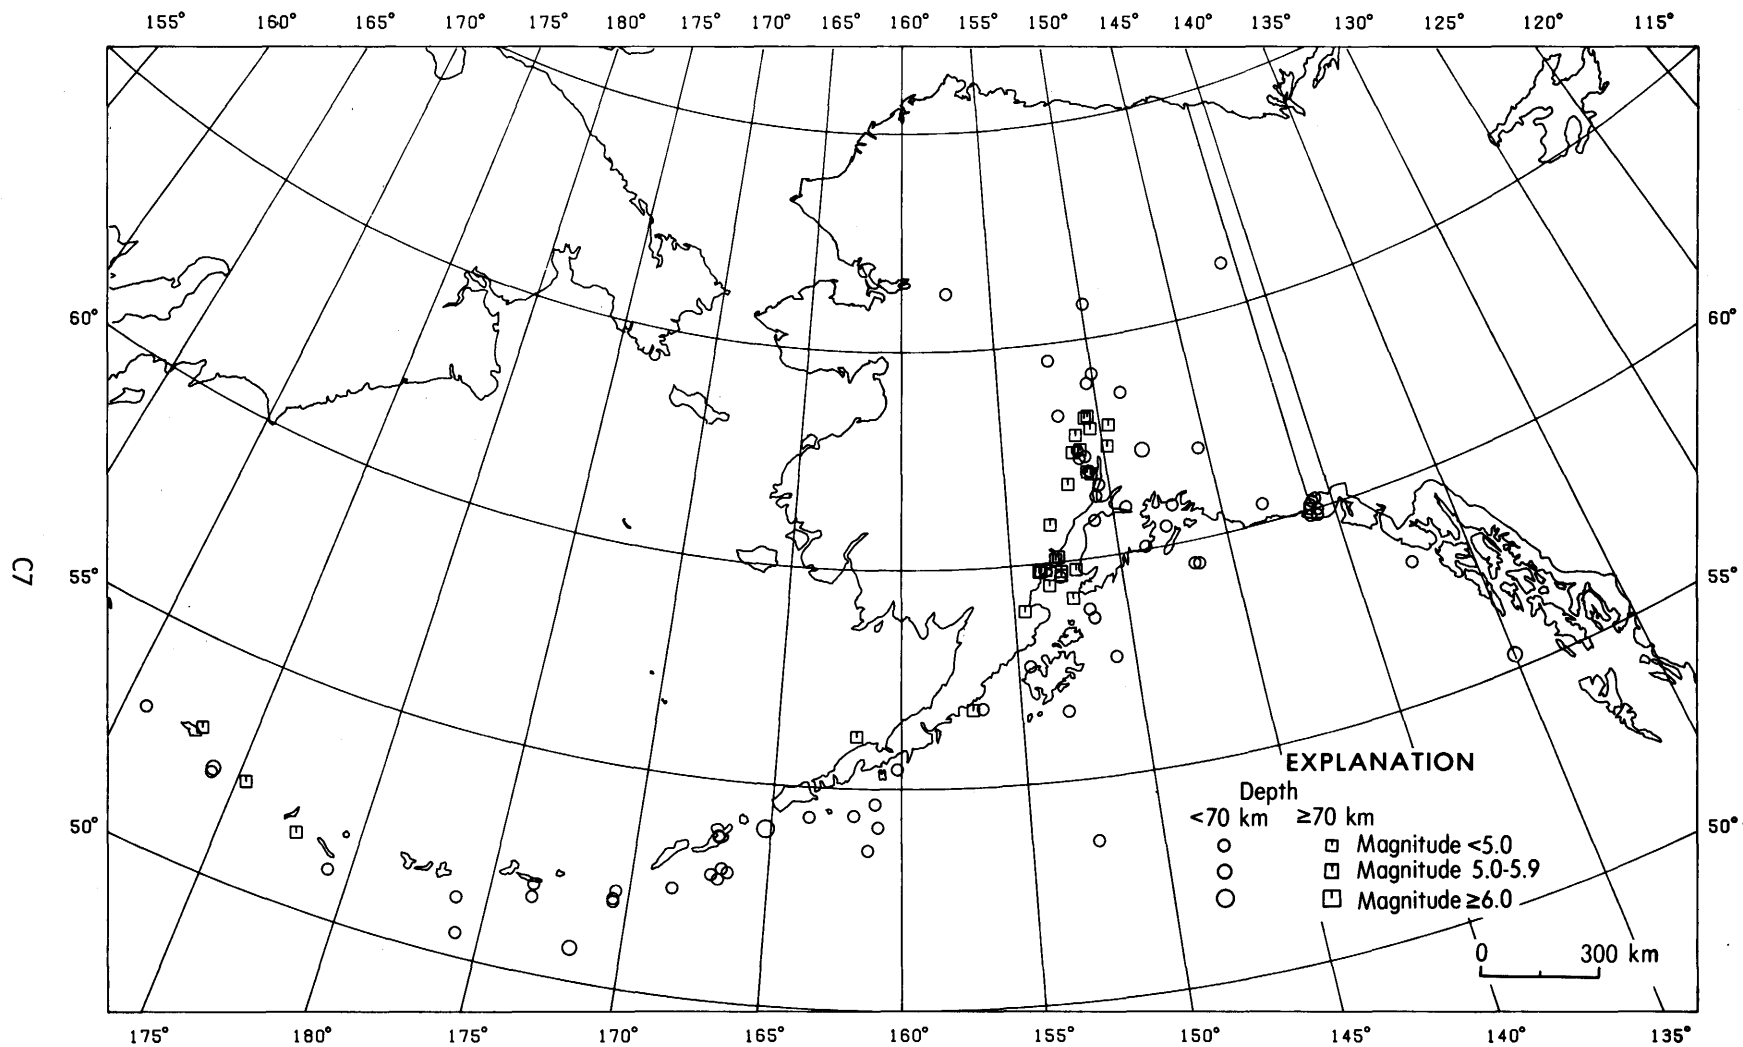 155° 160° 165° 170° 175° 180° 175° 170° 165° 160° 155° 150° 145° 140° 135° 130° 125° 120° 115°
60° 60°
55° 55°
50° 50°
C7
EXPLANATION
Depth
<70 km ≥70 km
Magnitude <5.0
Magnitude 5.0-5.9
Magnitude ≥6.0
0 300 km
175° 180° 175° 170° 165° 160° 155° 150° 145° 140° 135°